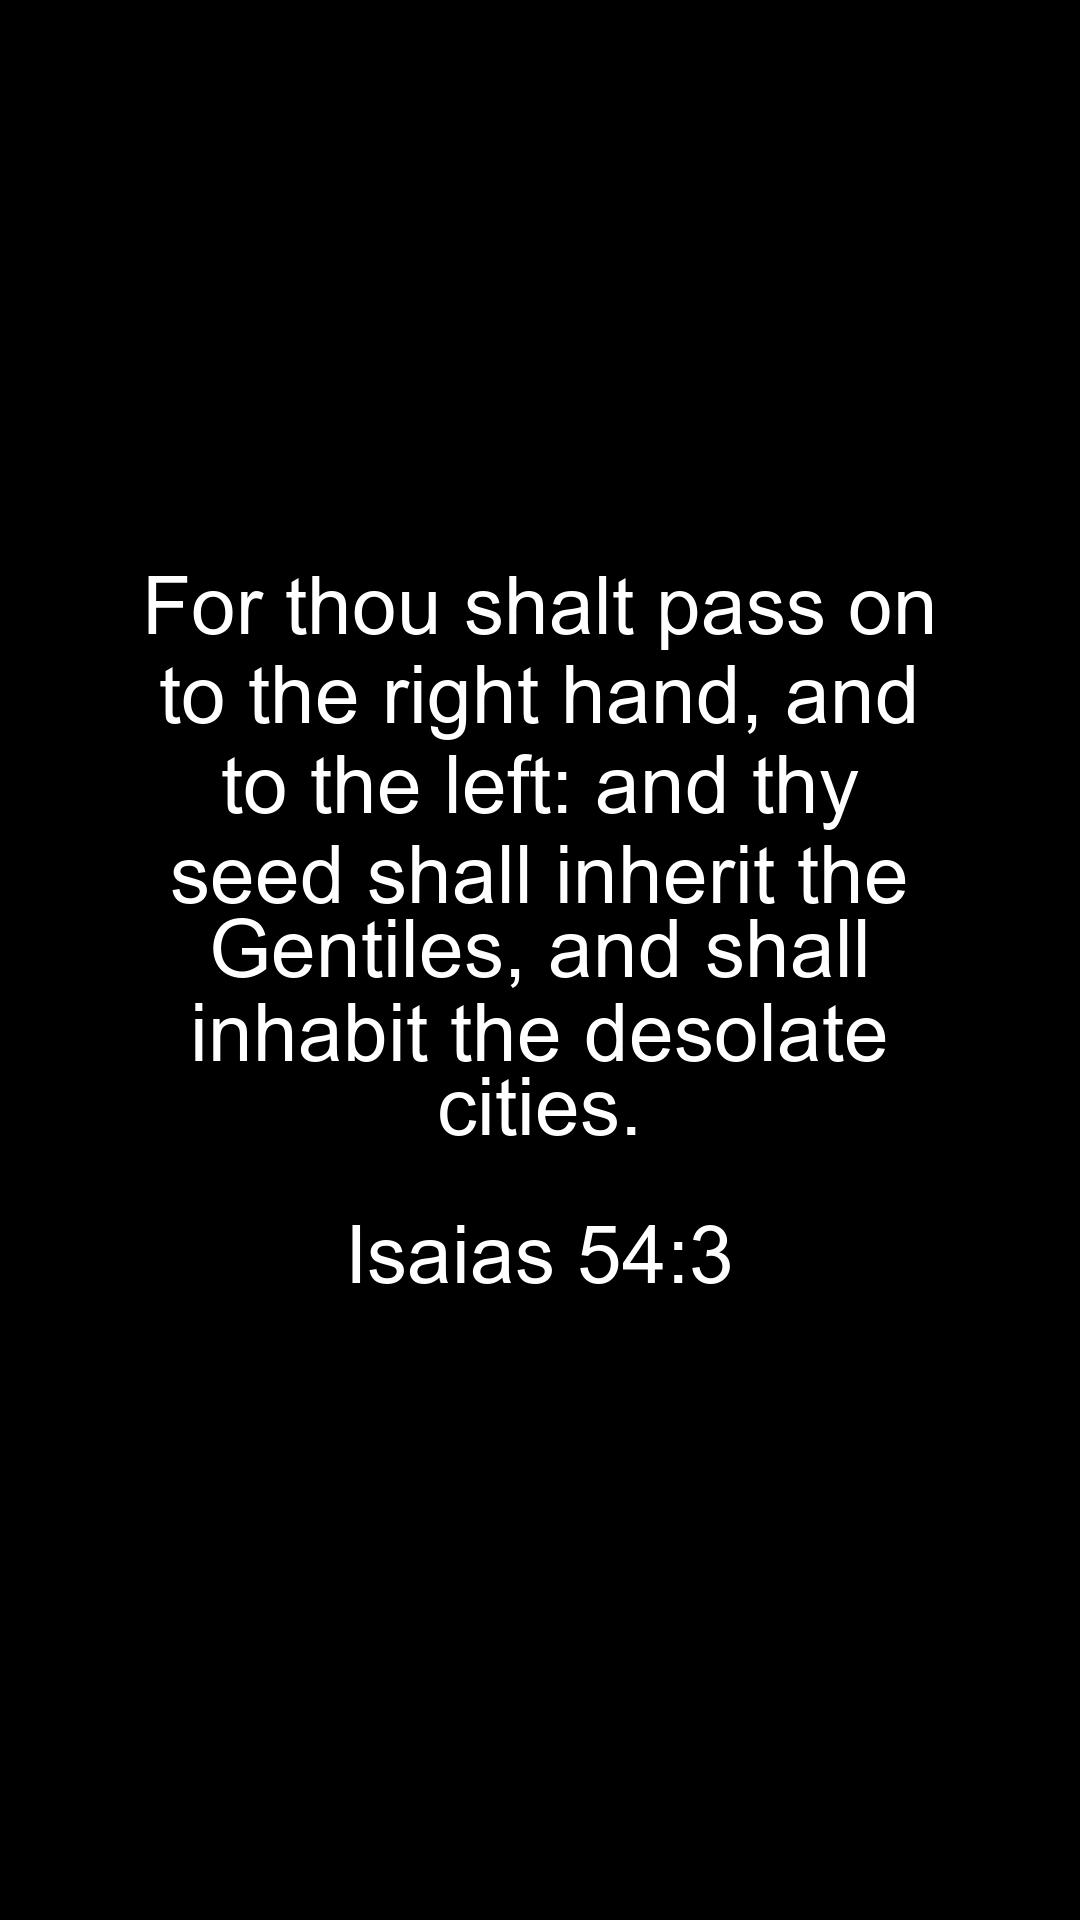 For thou shalt pass on
to the right hand, and
to the left: and thy
seed shall inherit the
Gentiles, and shall
inhabit the desolate
cities.
Isaias 54:3